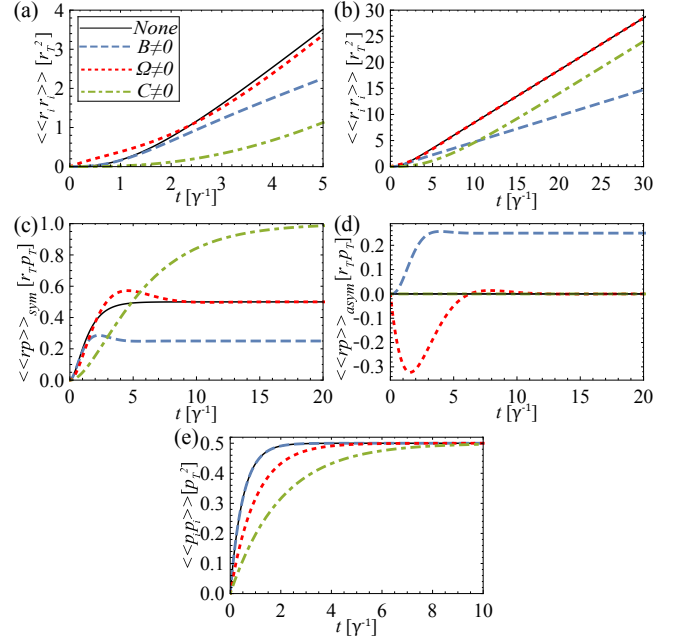 (a)
4
3
2
1
0
0 1 2 3 4 5
<<r_i r_i>> [r_T^2]
t [γ^-1]
None
B≠0
Ω≠0
C≠0
(b)
30
25
20
15
10
5
0
0 5 10 15 20 25 30
<<r_i r_i>> [r_T^2]
t [γ^-1]
(c)
1.0
0.8
0.6
0.4
0.2
0.0
0 5 10 15 20
<<rp>>_sym [r_T p_T]
t [γ^-1]
(d)
0.2
0.1
0.0
-0.1
-0.2
-0.3
0 5 10 15 20
<<rp>>_asym [r_T p_T]
t [γ^-1]
(e)
0.5
0.4
0.3
0.2
0.1
0.0
0 2 4 6 8 10
<<p_i p_i>> [p_T^2]
t [γ^-1]